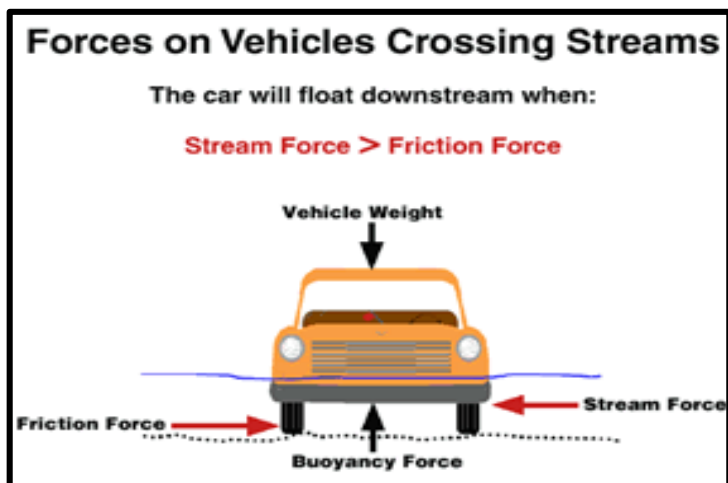 Forces on Vehicles Crossing Streams
The car will float downstream when:
Stream Force > Friction Force
Vehicle Weight
Stream Force
Friction Force
Buoyancy Force